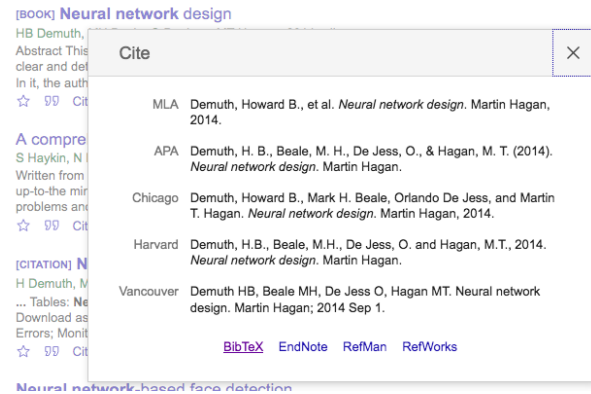 [BOOK] Neural network design
HB Demuth,
Abstract This
clear and det
In it, the auth
Cit
A compre
S Haykin, N
Written from
up-to-the mir
problems and
Cit
[CITATION] N
H Demuth, M
... Tables: Ne
Download as
Errors; Monit
Cit
Neural network-based face detection
Cite
MLA Demuth, Howard B., et al. Neural network design. Martin Hagan,
2014.
APA Demuth, H. B., Beale, M. H., De Jess, O., & Hagan, M. T. (2014).
Neural network design. Martin Hagan.
Chicago Demuth, Howard B., Mark H. Beale, Orlando De Jess, and Martin
T. Hagan. Neural network design. Martin Hagan, 2014.
Harvard Demuth, H.B., Beale, M.H., De Jess, O. and Hagan, M.T., 2014.
Neural network design. Martin Hagan.
Vancouver Demuth HB, Beale MH, De Jess O, Hagan MT. Neural network
design. Martin Hagan; 2014 Sep 1.
BibTeX EndNote RefMan RefWorks